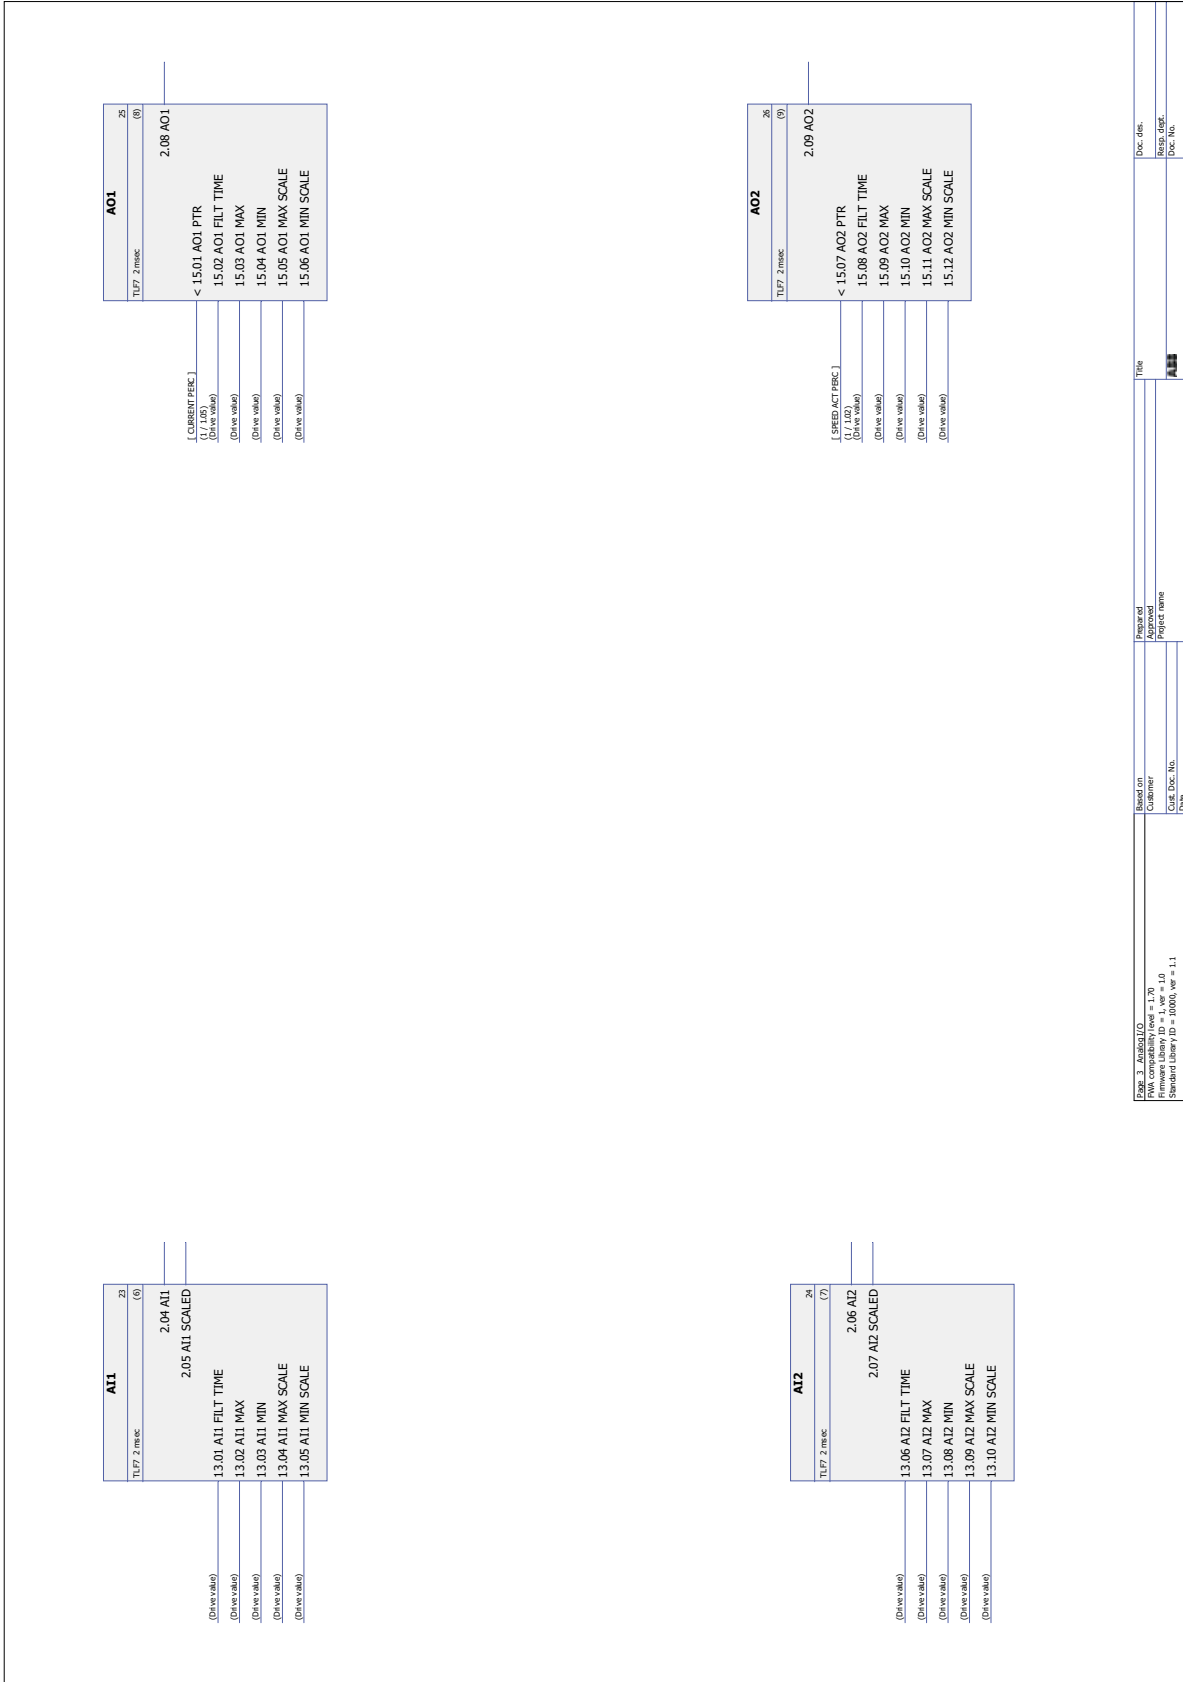 AI1
TLF7 2 msec
23
(6)
2.04 AI1
2.05 AI1 SCALED
(Drive value)
13.01 AI1 FILT TIME
(Drive value)
13.02 AI1 MAX
(Drive value)
13.03 AI1 MIN
(Drive value)
13.04 AI1 MAX SCALE
(Drive value)
13.05 AI1 MIN SCALE
AO1
TLF7 2 msec
25
(8)
2.08 AO1
[ CURRENT PERC ]
(1 / 1.05)
< 15.01 AO1 PTR
(Drive value)
15.02 AO1 FILT TIME
(Drive value)
15.03 AO1 MAX
(Drive value)
15.04 AO1 MIN
(Drive value)
15.05 AO1 MAX SCALE
(Drive value)
15.06 AO1 MIN SCALE
AI2
TLF7 2 msec
24
(7)
2.06 AI2
2.07 AI2 SCALED
(Drive value)
13.06 AI2 FILT TIME
(Drive value)
13.07 AI2 MAX
(Drive value)
13.08 AI2 MIN
(Drive value)
13.09 AI2 MAX SCALE
(Drive value)
13.10 AI2 MIN SCALE
AO2
TLF7 2 msec
26
(9)
2.09 AO2
[ SPEED ACT PERC ]
(1 / 1.02)
< 15.07 AO2 PTR
(Drive value)
15.08 AO2 FILT TIME
(Drive value)
15.09 AO2 MAX
(Drive value)
15.10 AO2 MIN
(Drive value)
15.11 AO2 MAX SCALE
(Drive value)
15.12 AO2 MIN SCALE
Page 3 Analog I/O
FWA compatibility level = 1.70
Firmware Library ID = 1, ver = 1.0
Standard Library ID = 10000, ver = 1.1
Based on
Customer
Cust. Doc. No.
Date
Prepared
Approved
Project name
Title
ABB
Doc. des.
Resp. dept.
Doc. No.